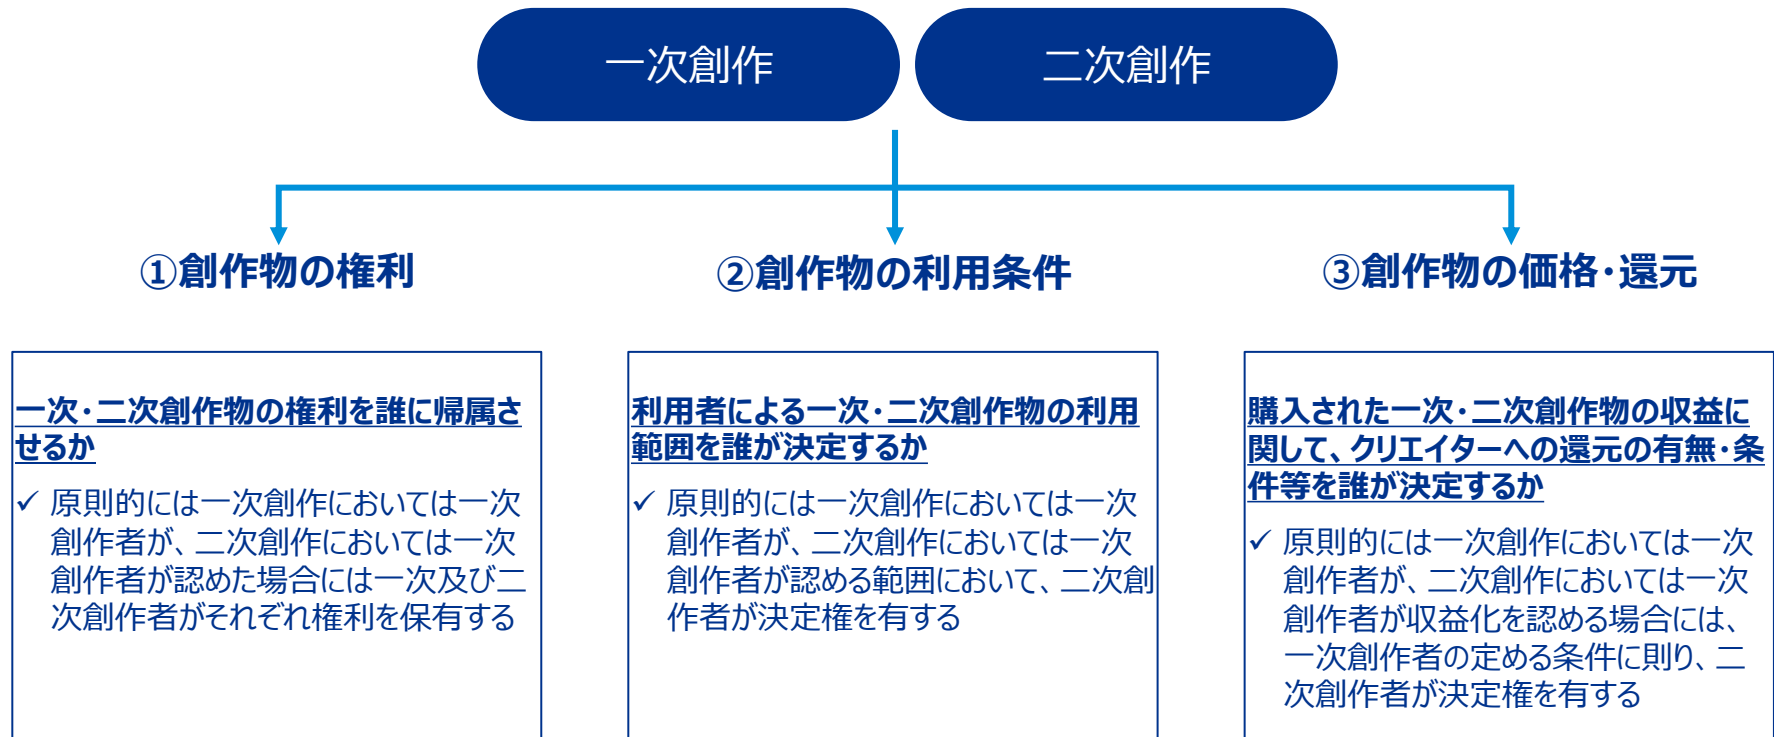 一次創作
二次創作
①創作物の権利
②創作物の利用条件
③創作物の価格・還元
一次・二次創作物の権利を誰に帰属さ
せるか
✓ 原則的には一次創作においては一次
創作者が、二次創作においては一次
創作者が認めた場合には一次及び二
次創作者がそれぞれ権利を保有する
利用者による一次・二次創作物の利用
範囲を誰が決定するか
✓ 原則的には一次創作においては一次
創作者が、二次創作においては一次
創作者が認める範囲において、二次創
作者が決定権を有する
購入された一次・二次創作物の収益に
関して、クリエイターへの還元の有無・条
件等を誰が決定するか
✓ 原則的には一次創作においては一次
創作者が、二次創作においては一次
創作者が収益化を認める場合には、
一次創作者の定める条件に則り、二
次創作者が決定権を有する